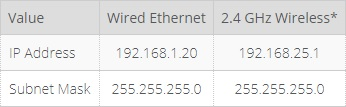 Value Wired Ethernet 2.4 GHz Wireless*
IP Address 192.168.1.20 192.168.25.1
Subnet Mask 255.255.255.0 255.255.255.0